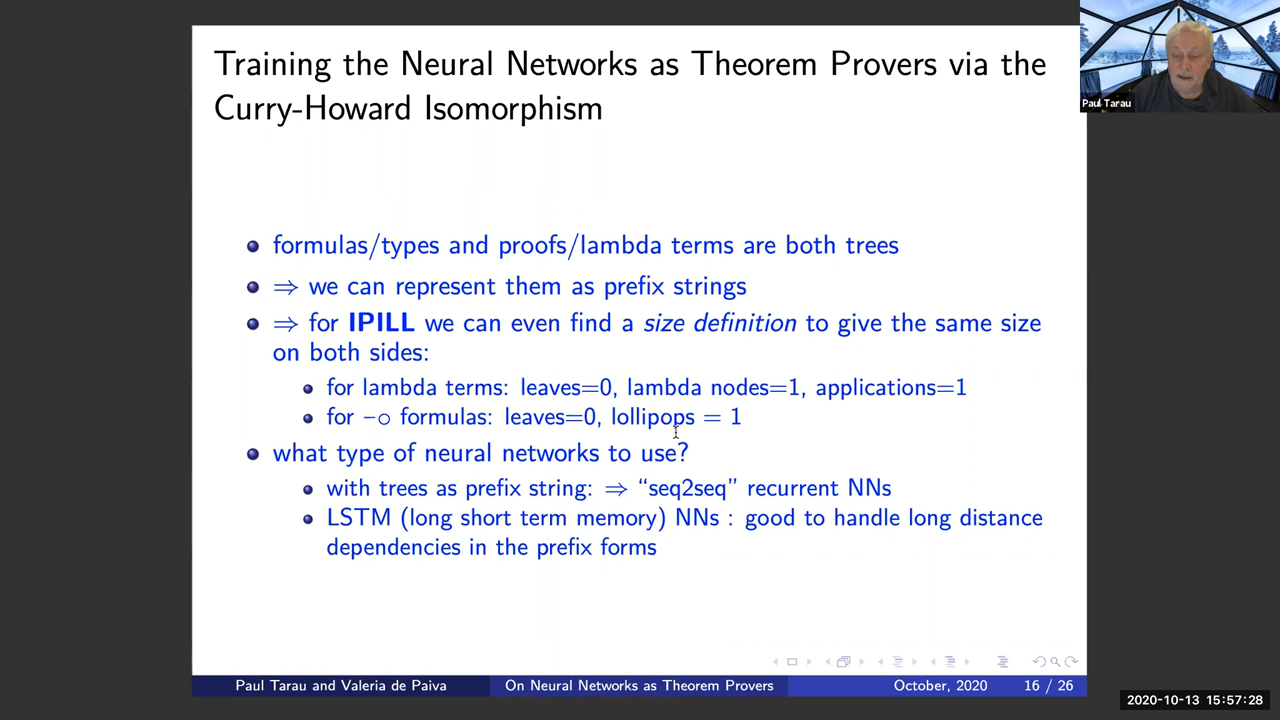 Training the Neural Networks as Theorem Provers via the
Curry-Howard Isomorphism
Paul Tarau
formulas/types and proofs/lambda terms are both trees
⇒ we can represent them as prefix strings
⇒ for IPILL we can even find a size definition to give the same size
on both sides:
for lambda terms: leaves=0, lambda nodes=1, applications=1
for −o formulas: leaves=0, lollipops = 1
what type of neural networks to use?
with trees as prefix string: ⇒ “seq2seq” recurrent NNs
LSTM (long short term memory) NNs : good to handle long distance
dependencies in the prefix forms
Paul Tarau and Valeria de Paiva On Neural Networks as Theorem Provers October, 2020 16 / 26
2020-10-13 15:57:28